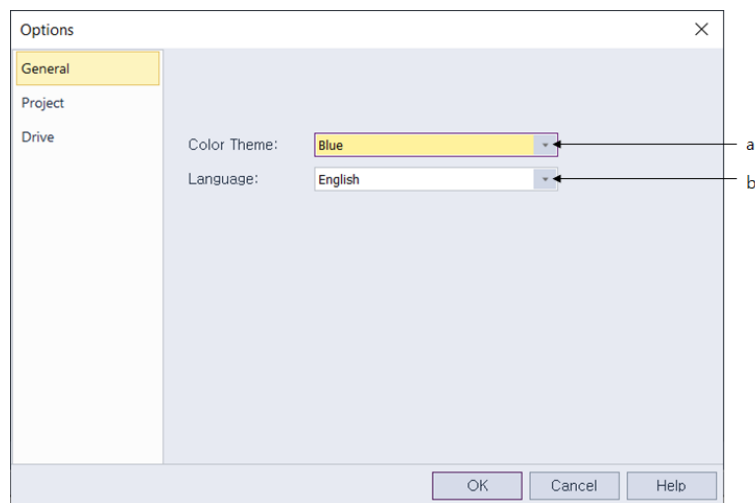 Options
General
Project
Drive
Color Theme: Blue a
Language: English b
OK Cancel Help